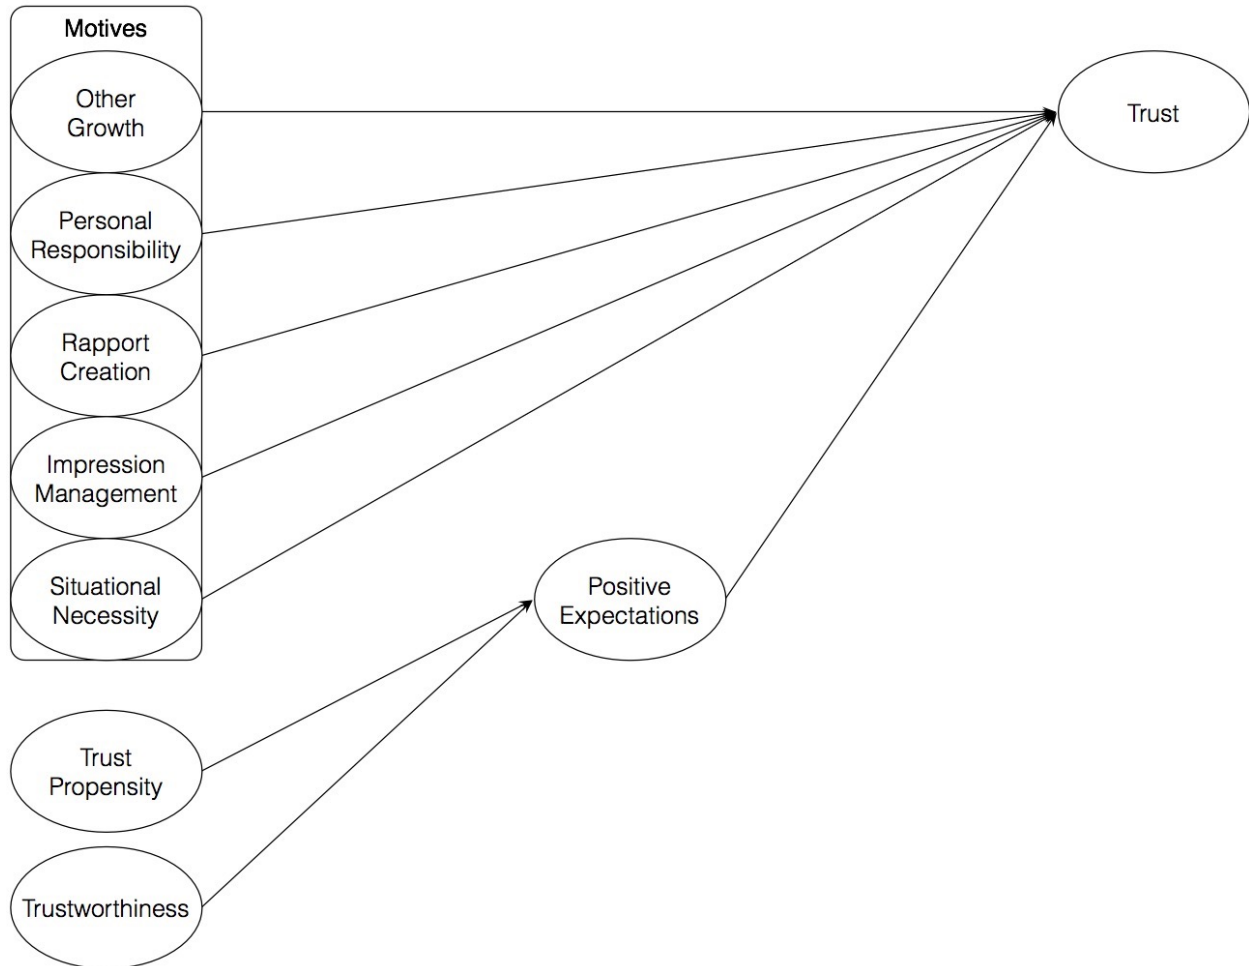 Motives
Other
Growth
Trust
Personal
Responsibility
Rapport
Creation
Impression
Management
Situational
Necessity
Positive
Expectations
Trust
Propensity
Trustworthiness